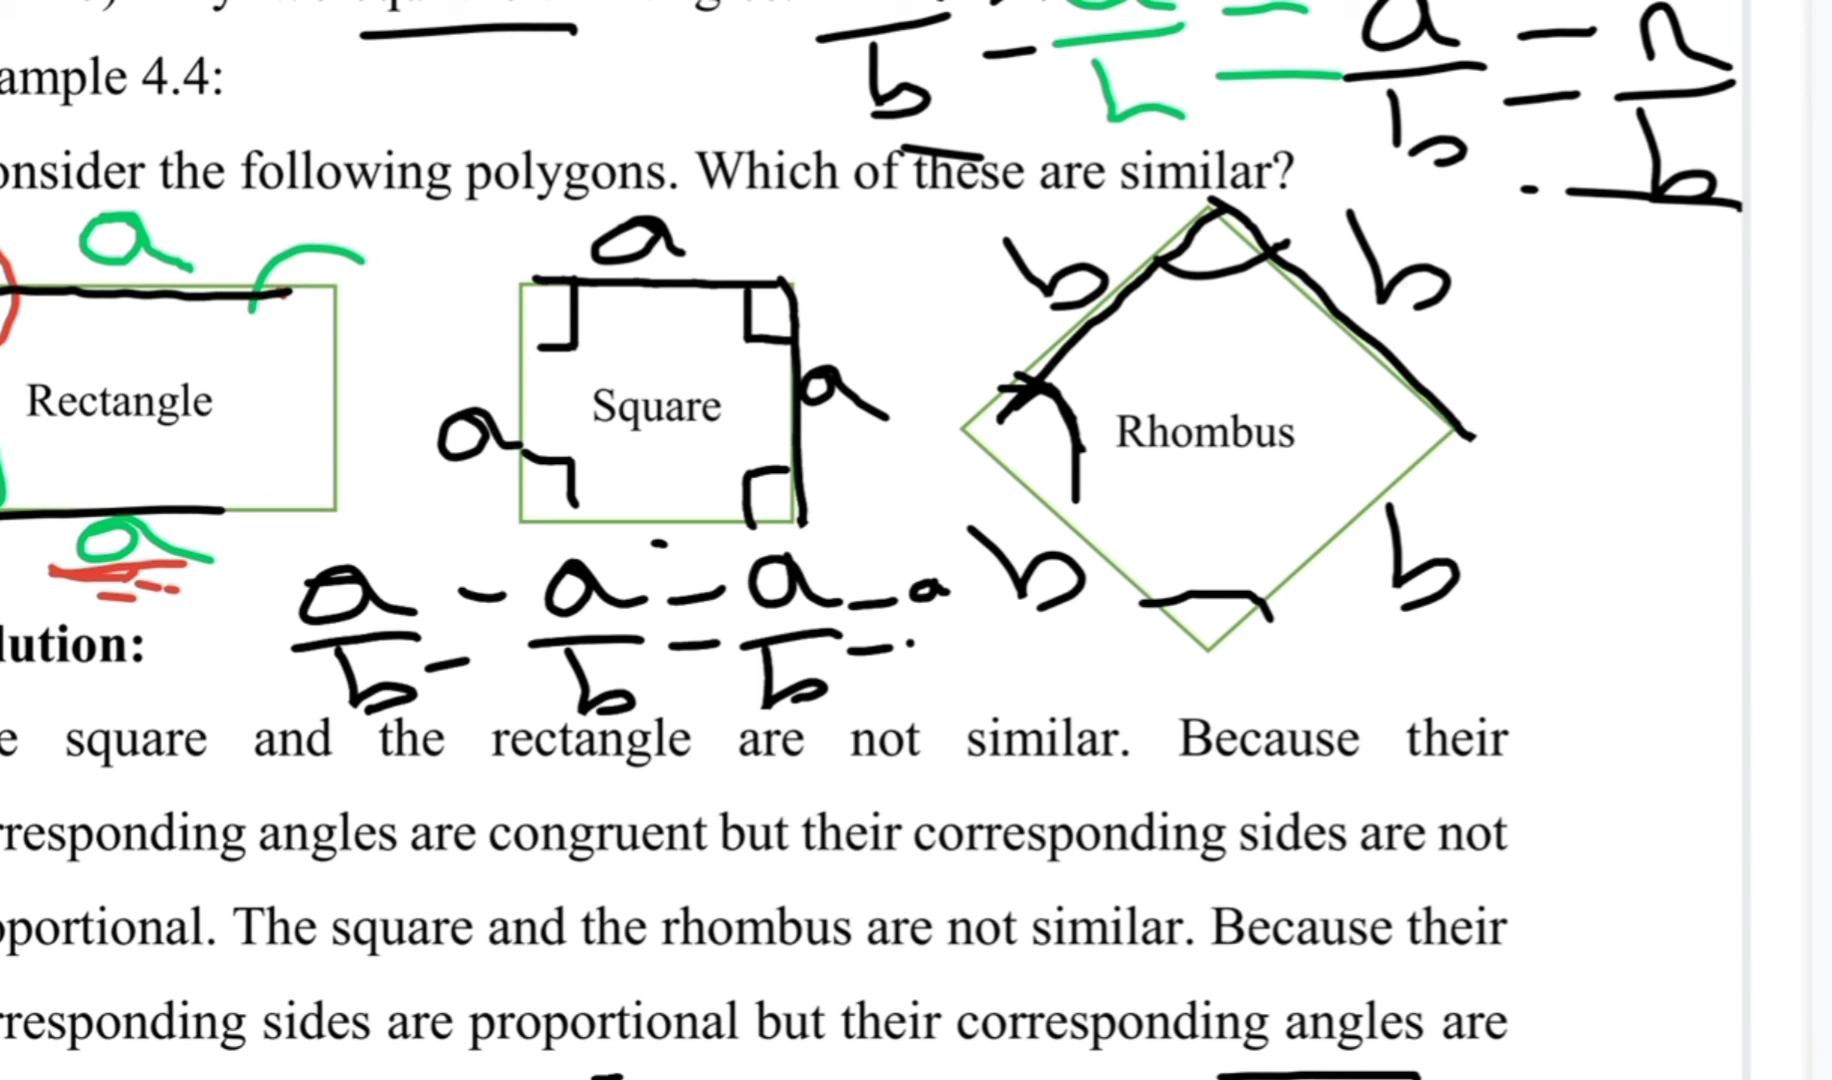 ample 4.4:
onsider the following polygons. Which of these are similar?
a
b
b
a
b
a
b
a
a
b
b
Rectangle
Square
Rhombus
a
a
a
b
b
a
a
a
a
b
b
b
lution:
e square and the rectangle are not similar. Because their
rresponding angles are congruent but their corresponding sides are not
oportional. The square and the rhombus are not similar. Because their
rresponding sides are proportional but their corresponding angles are